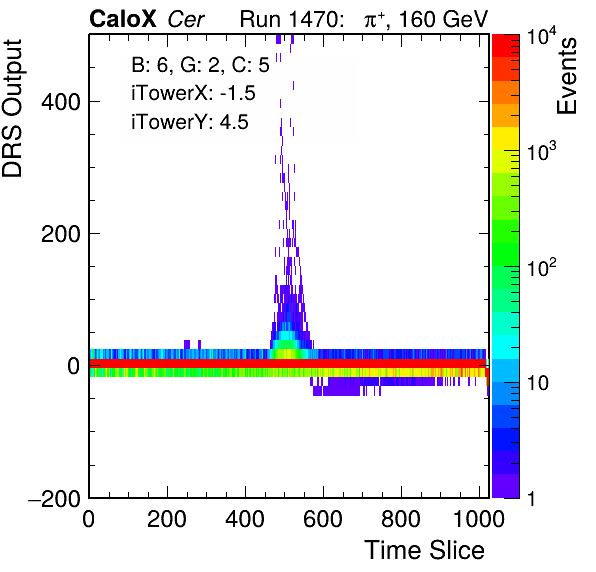 CaloX Cer Run 1470: π⁺, 160 GeV
B: 6, G: 2, C: 5
iTowerX: -1.5
iTowerY: 4.5
DRS Output
400
200
0
−200
0 200 400 600 800 1000
Time Slice
10⁴
10³
10²
10
1
Events